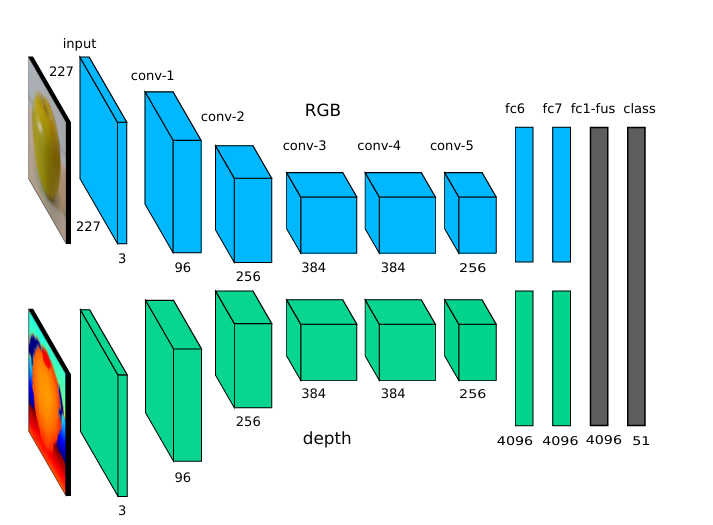 input
227
conv-1
conv-2
RGB
conv-3
conv-4
conv-5
fc6
fc7
fc1-fus
class
227
3
96
256
384
384
256
384
384
256
256
depth
96
3
4096
4096
4096
51